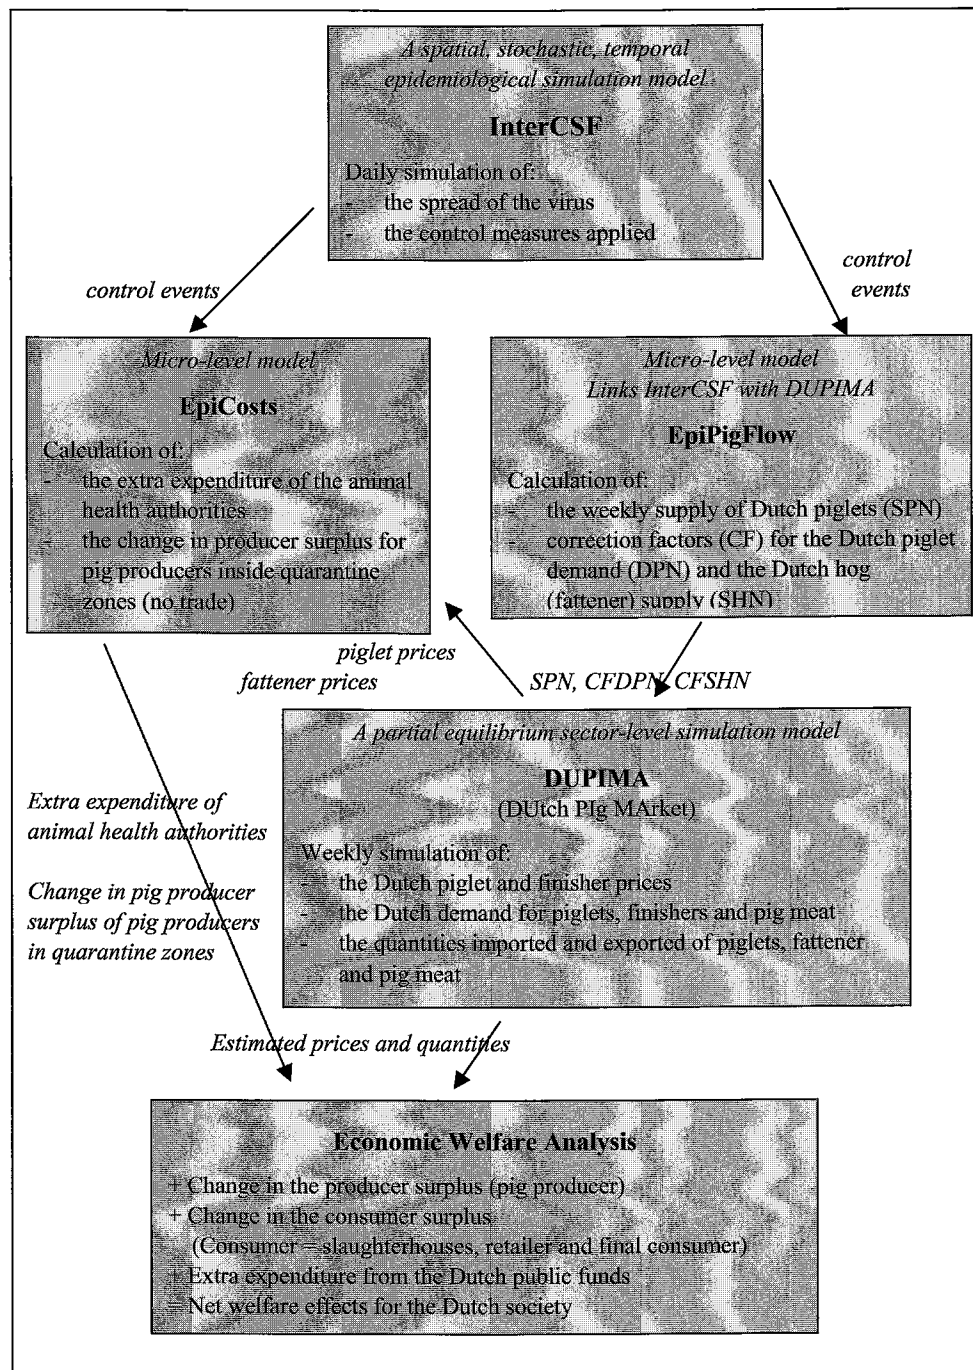 A spatial, stochastic, temporal
epidemiological simulation model
InterCSF
Daily simulation of:
- the spread of the virus
- the control measures applied
control events
control
events
Micro-level model
EpiCosts
Calculation of:
- the extra expenditure of the animal
health authorities
- the change in producer surplus for
pig producers inside quarantine
zones (no trade)
Micro-level model
Links InterCSF with DUPIMA
EpiPigFlow
Calculation of:
- the weekly supply of Dutch piglets (SPN)
- correction factors (CF) for the Dutch piglet
demand (DPN) and the Dutch hog
(fattener) supply (SHN)
piglet prices
fattener prices
SPN, CFDPN, CFSHN
A partial equilibrium sector-level simulation model
DUPIMA
(DUtch PIg MArket)
Weekly simulation of:
- the Dutch piglet and finisher prices
- the Dutch demand for piglets, finishers and pig meat
- the quantities imported and exported of piglets, fattener
and pig meat
Extra expenditure of
animal health authorities
Change in pig producer
surplus of pig producers
in quarantine zones
Estimated prices and quantities
Economic Welfare Analysis
+ Change in the producer surplus (pig producer)
+ Change in the consumer surplus
(Consumer = slaughterhouses, retailer and final consumer)
+ Extra expenditure from the Dutch public funds
= Net welfare effects for the Dutch society